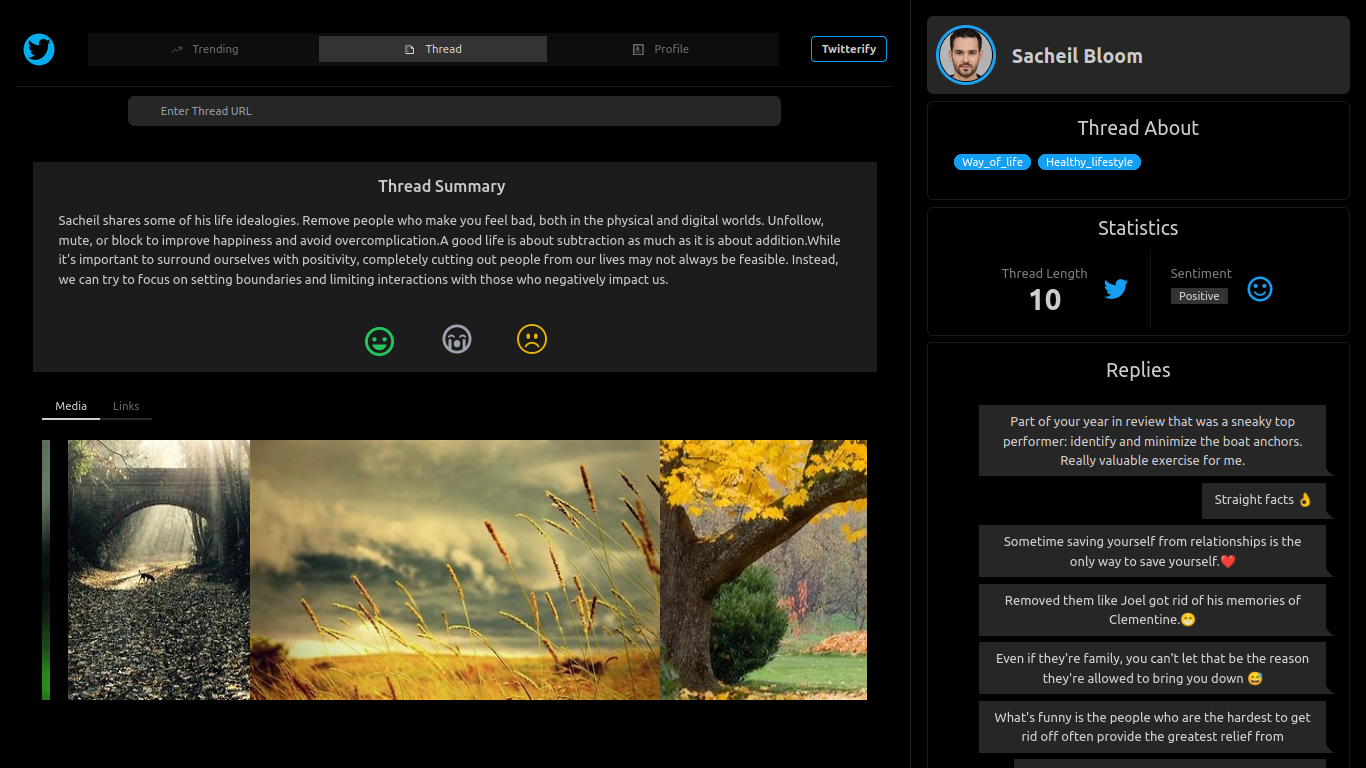 Trending
Thread
Profile
Twitterify
Enter Thread URL
Thread Summary
Sacheil shares some of his life idealogies. Remove people who make you feel bad, both in the physical and digital worlds. Unfollow,
mute, or block to improve happiness and avoid overcomplication.A good life is about subtraction as much as it is about addition.While
it's important to surround ourselves with positivity, completely cutting out people from our lives may not always be feasible. Instead,
we can try to focus on setting boundaries and limiting interactions with those who negatively impact us.
Media
Links
Sacheil Bloom
Thread About
Way_of_life
Healthy_lifestyle
Statistics
Thread Length
10
Sentiment
Positive
Replies
Part of your year in review that was a sneaky top
performer: identify and minimize the boat anchors.
Really valuable exercise for me.
Straight facts 👌
Sometime saving yourself from relationships is the
only way to save yourself.❤️
Removed them like Joel got rid of his memories of
Clementine.😁
Even if they're family, you can't let that be the reason
they're allowed to bring you down 😅
What's funny is the people who are the hardest to get
rid off often provide the greatest relief from